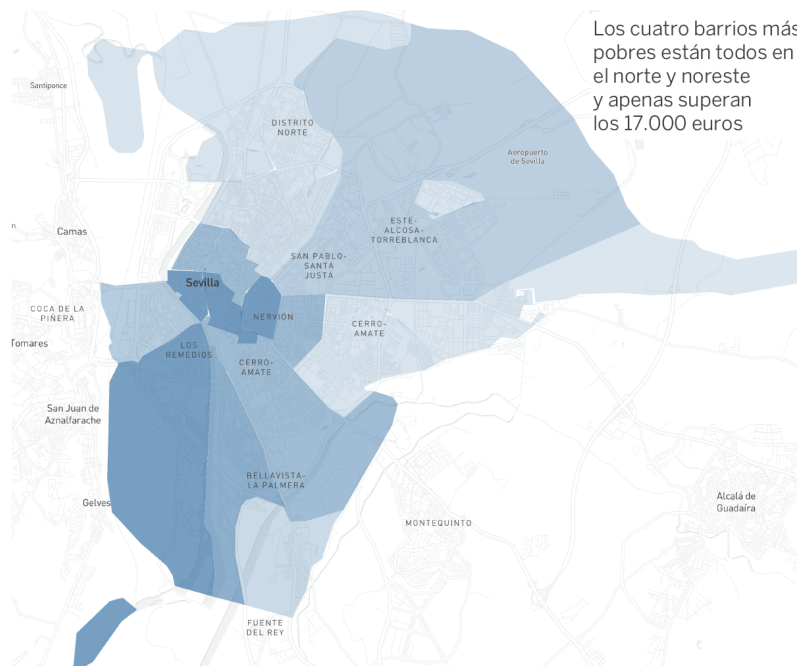 Los cuatro barrios más
pobres están todos en
el norte y noreste
y apenas superan
los 17.000 euros
Santiponce
DISTRITO
NORTE
Aeropuerto
de Sevilla
Camas
ESTE-
ALCOSA-
TORREBLANCA
SAN PABLO-
SANTA
JUSTA
Sevilla
COCA DE LA
PIÑERA
NERVIÓN
CERRO-
AMATE
Tomares
LOS
REMEDIOS
CERRO-
AMATE
San Juan de
Aznalfarache
BELLAVISTA-
LA PALMERA
Gelves
MONTEQUINTO
Alcalá de
Guadaíra
FUENTE
DEL REY